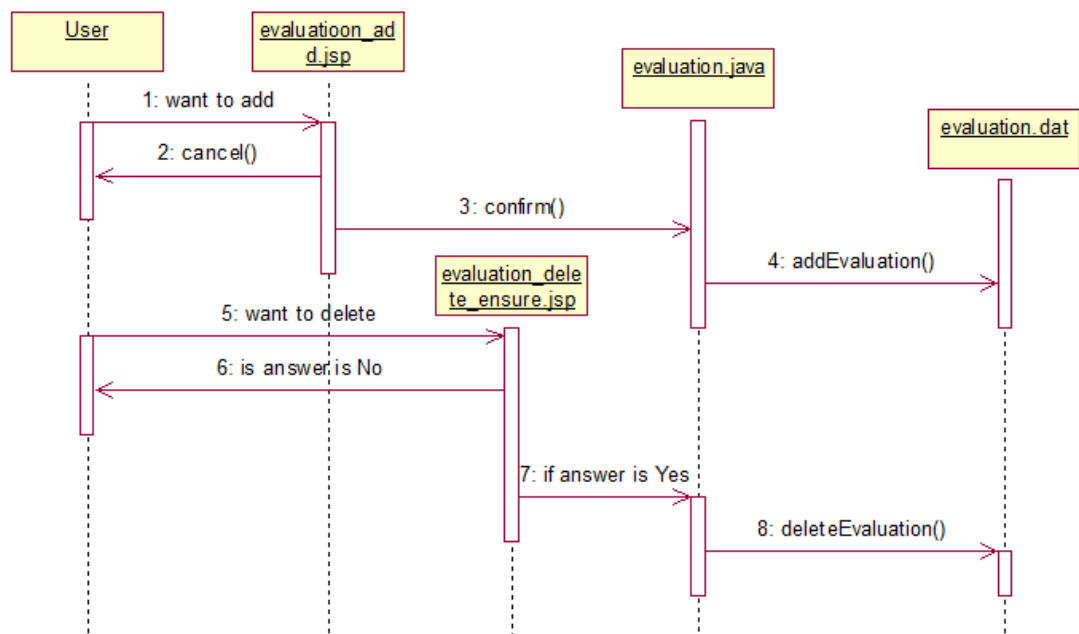 User
evaluatioon_ad
d.jsp
evaluation.java
evaluation.dat
1: want to add
2: cancel()
3: confirm()
4: addEvaluation()
evaluation_dele
te_ensure.jsp
5: want to delete
6: is answer is No
7: if answer is Yes
8: deleteEvaluation()